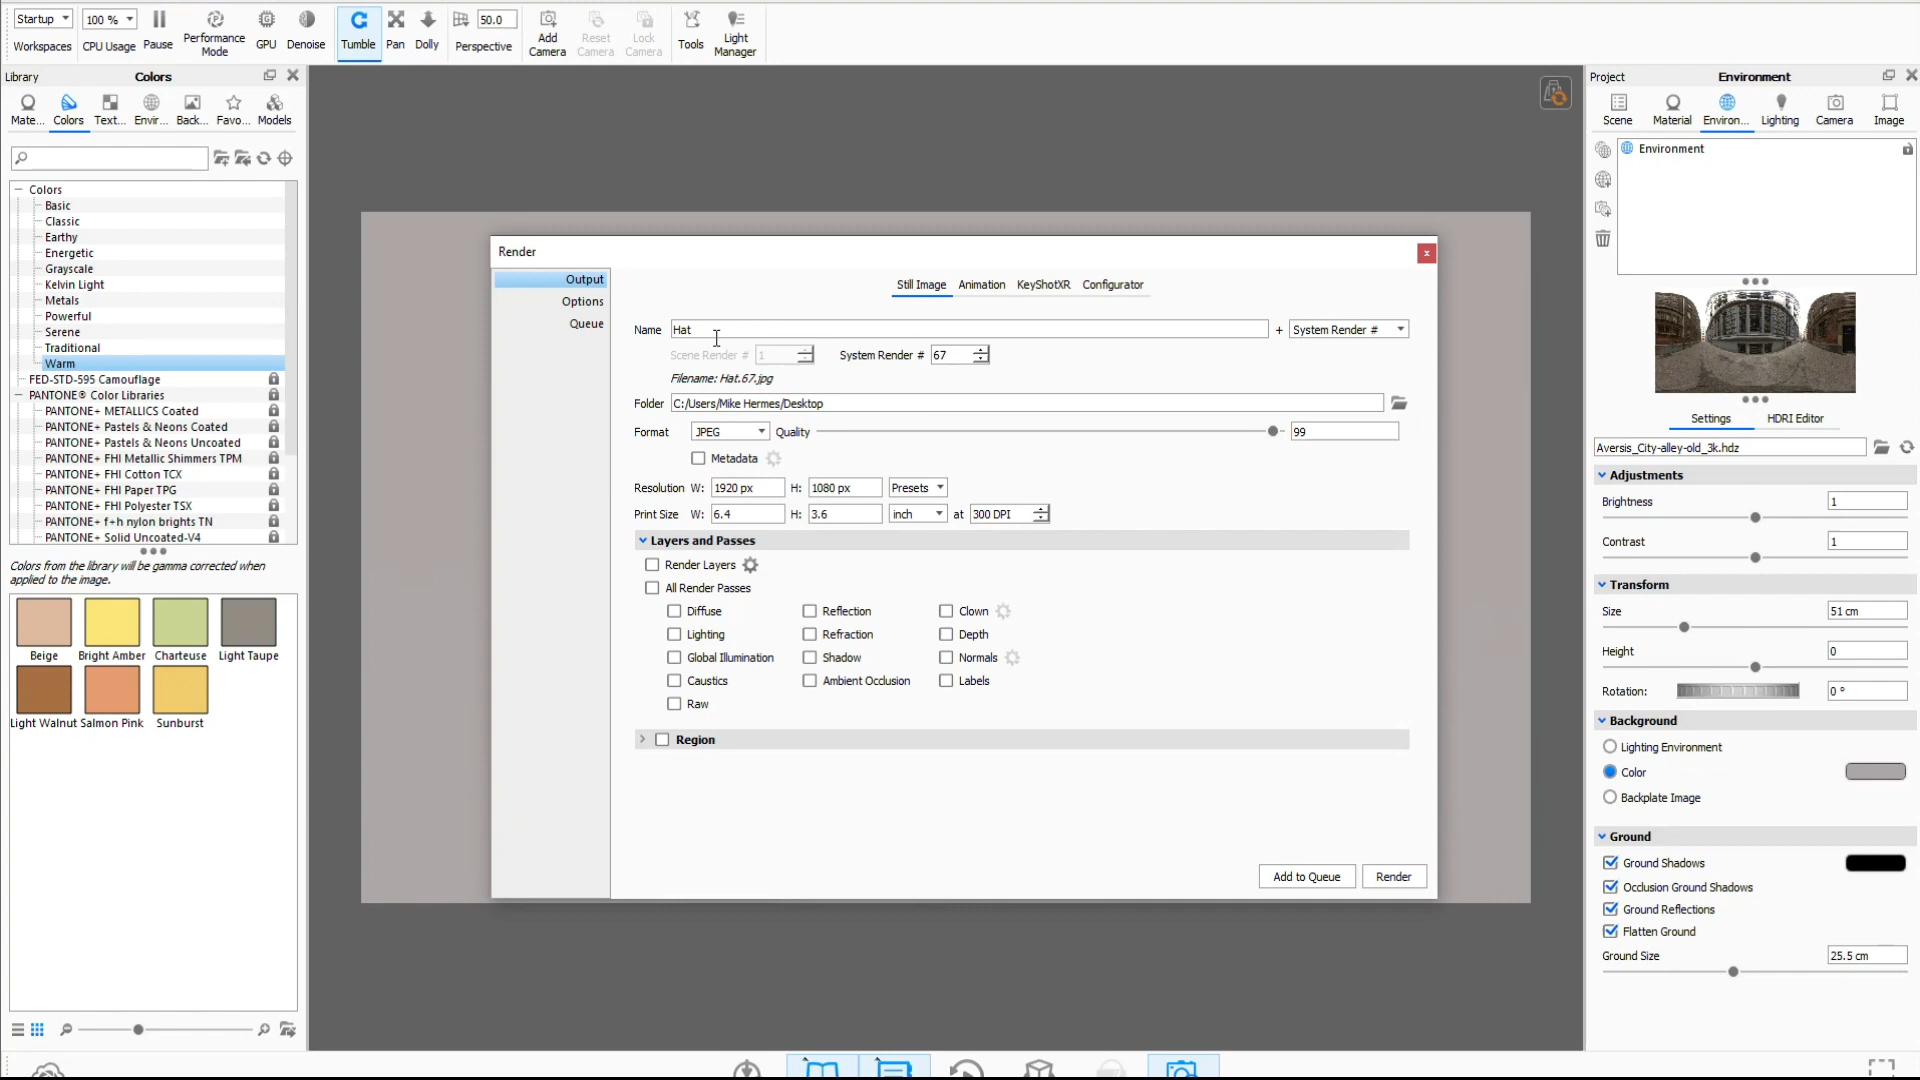 Startup
Workspaces
100 %
CPU Usage
Pause
Performance Mode
GPU
Denoise
Tumble
Pan
Dolly
50.0
Perspective
Add Camera
Reset Camera
Lock Camera
Tools
Light Manager
Library
Colors
Mate...
Colors
Text...
Envir...
Back...
Favo...
Models
Colors
Basic
Classic
Earthy
Energetic
Grayscale
Kelvin Light
Metals
Powerful
Serene
Traditional
Warm
FED-STD-595 Camouflage
PANTONE® Color Libraries
PANTONE+ METALLICS Coated
PANTONE+ Pastels & Neons Coated
PANTONE+ Pastels & Neons Uncoated
PANTONE+ FHI Metallic Shimmers TPM
PANTONE+ FHI Cotton TCX
PANTONE+ FHI Paper TPG
PANTONE+ FHI Polyester TSX
PANTONE+ f+h nylon brights TN
PANTONE+ Solid Uncoated-V4
Colors from the library will be gamma corrected when
applied to the image.
Beige Bright Amber Charteuse Light Taupe
Light Walnut Salmon Pink Sunburst
Render
Output
Options
Queue
Still Image Animation KeyShotXR Configurator
Name Hat + System Render #
Scene Render # 1 System Render # 67
Filename: Hat.67.jpg
Folder C:/Users/Mike Hermes/Desktop
Format JPEG Quality 99
Metadata
Resolution W: 1920 px H: 1080 px Presets
Print Size W: 6.4 H: 3.6 inch at 300 DPI
Layers and Passes
Render Layers
All Render Passes
Diffuse Reflection Clown
Lighting Refraction Depth
Global Illumination Shadow Normals
Caustics Ambient Occlusion Labels
Raw
Region
Add to Queue Render
Project
Environment
Scene
Material
Environ...
Lighting
Camera
Image
Environment
Settings HDRI Editor
Aversis_City-alley-old_3k.hdz
Adjustments
Brightness 1
Contrast 1
Transform
Size 51 cm
Height 0
Rotation: 0 °
Background
Lighting Environment
Color
Backplate Image
Ground
Ground Shadows
Occlusion Ground Shadows
Ground Reflections
Flatten Ground
Ground Size 25.5 cm